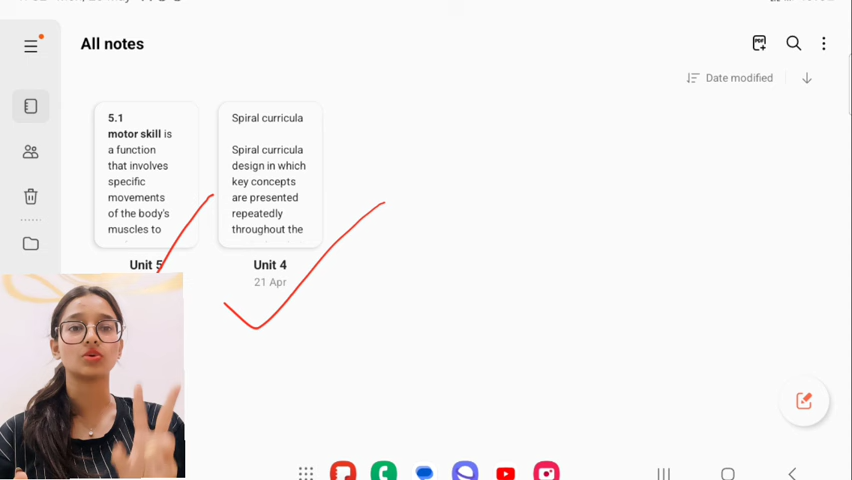 All notes
PDF
Date modified
5.1
motor skill is
a function
that involves
specific
movements
of the body's
muscles to
Unit 5
Spiral curricula
Spiral curricula
design in which
key concepts
are presented
repeatedly
throughout the
Unit 4
21 Apr